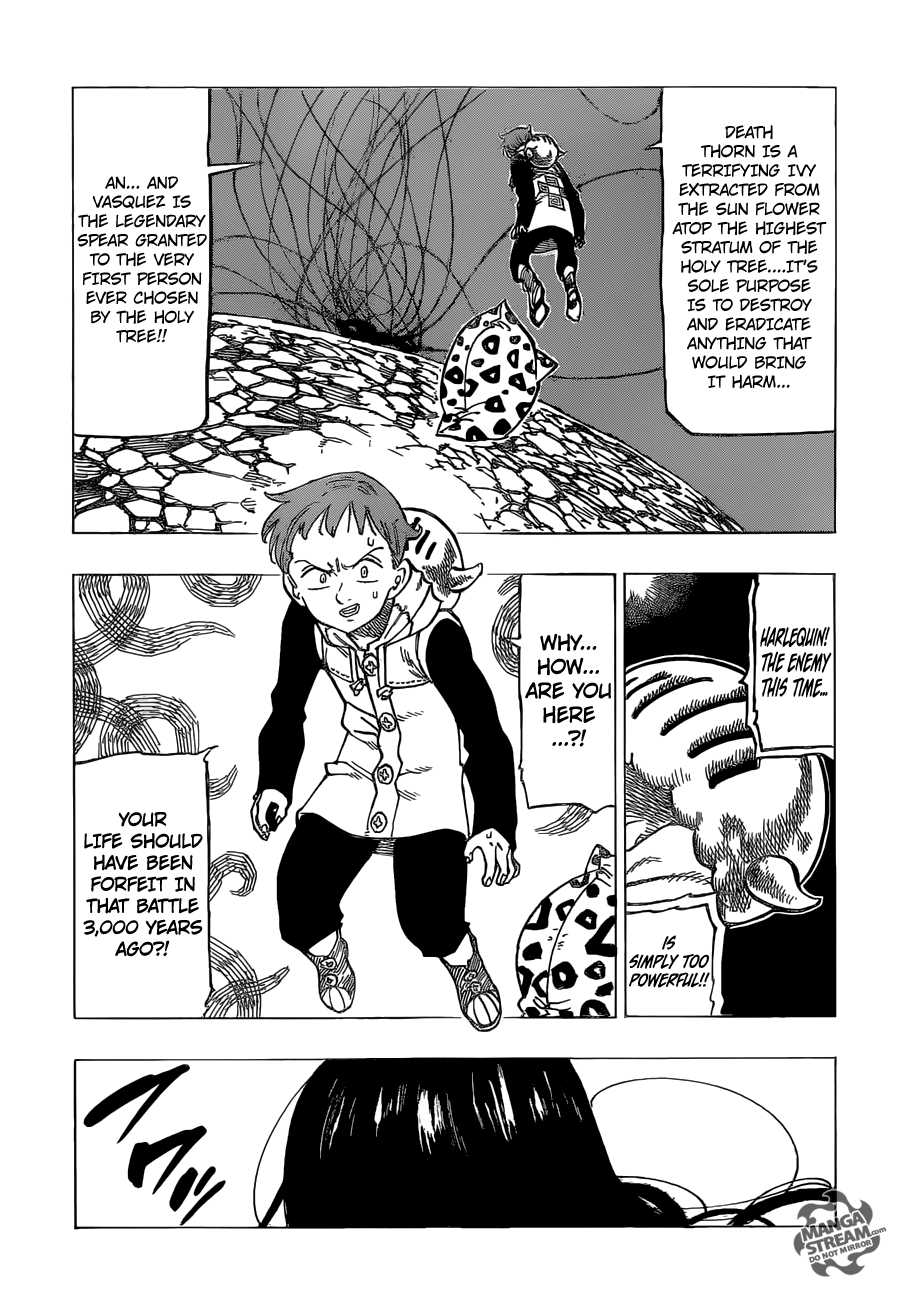 DEATH
THORN IS A
TERRIFYING IVY
EXTRACTED FROM
THE SUN FLOWER
ATOP THE HIGHEST
STRATUM OF THE
HOLY TREE....IT'S
SOLE PURPOSE
IS TO DESTROY
AND ERADICATE
ANYTHING THAT
WOULD BRING
IT HARM...
AN... AND
VASQUEZ IS
THE LEGENDARY
SPEAR GRANTED
TO THE VERY
FIRST PERSON
EVER CHOSEN
BY THE HOLY
TREE!!
HARLEQUIN!
THE ENEMY
THIS TIME...
IS
SIMPLY TOO
POWERFUL!!
WHY...
HOW...
ARE YOU
HERE
...?!
YOUR
LIFE SHOULD
HAVE BEEN
FORFEIT IN
THAT BATTLE
3,000 YEARS
AGO?!
MANGA
STREAM.com
DO NOT MIRROR